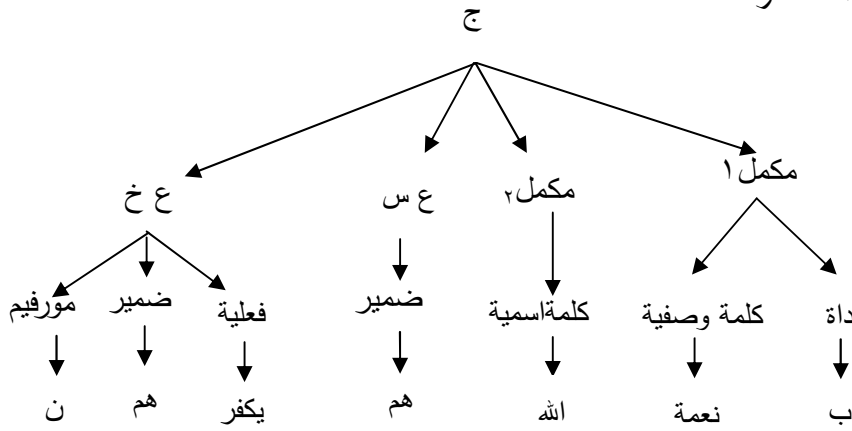 ج
مكمل١
مكمل٢
ع س
ع خ
داة
كلمة وصفية
كلمةاسمية
ضمير
فعلية
ضمير
مورفيم
ب
نعمة
الله
هم
يكفر
هم
ن